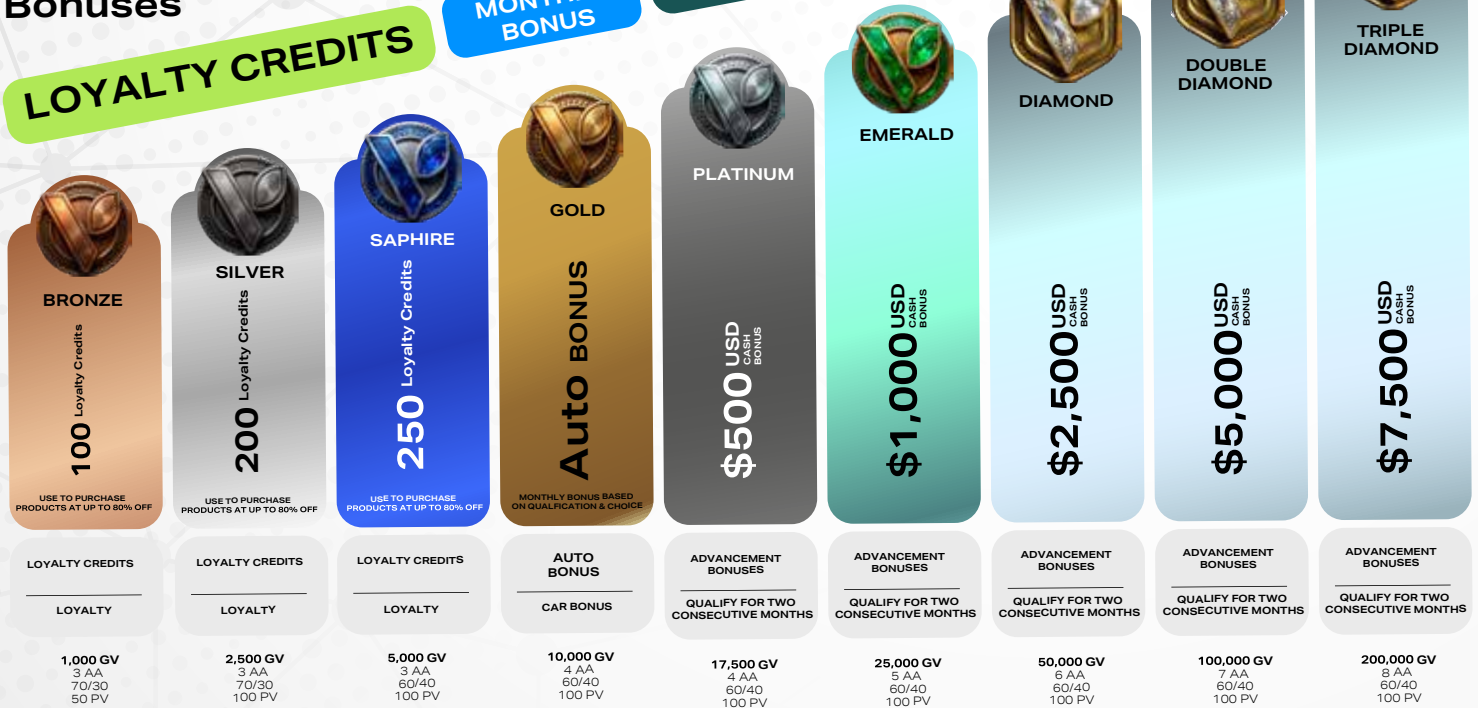 Bonuses
LOYALTY CREDITS
BONUS
BRONZE
100 Loyalty Credits
USE TO PURCHASE
PRODUCTS AT UP TO 80% OFF
LOYALTY CREDITS
LOYALTY
1,000 GV
3 AA
70/30
50 PV
SILVER
200 Loyalty Credits
USE TO PURCHASE
PRODUCTS AT UP TO 80% OFF
LOYALTY CREDITS
LOYALTY
2,500 GV
3 AA
70/30
100 PV
SAPHIRE
250 Loyalty Credits
USE TO PURCHASE
PRODUCTS AT UP TO 80% OFF
LOYALTY CREDITS
LOYALTY
5,000 GV
3 AA
60/40
100 PV
GOLD
Auto BONUS
MONTHLY BONUS BASED
ON QUALFICATION & CHOICE
AUTO
BONUS
CAR BONUS
10,000 GV
4 AA
60/40
100 PV
PLATINUM
$500 USD
CASH
BONUS
ADVANCEMENT
BONUSES
QUALIFY FOR TWO
CONSECUTIVE MONTHS
17,500 GV
4 AA
60/40
100 PV
EMERALD
$1,000 USD
CASH
BONUS
ADVANCEMENT
BONUSES
QUALIFY FOR TWO
CONSECUTIVE MONTHS
25,000 GV
5 AA
60/40
100 PV
DIAMOND
$2,500 USD
CASH
BONUS
ADVANCEMENT
BONUSES
QUALIFY FOR TWO
CONSECUTIVE MONTHS
50,000 GV
6 AA
60/40
100 PV
DOUBLE
DIAMOND
$5,000 USD
CASH
BONUS
ADVANCEMENT
BONUSES
QUALIFY FOR TWO
CONSECUTIVE MONTHS
100,000 GV
7 AA
60/40
100 PV
TRIPLE
DIAMOND
$7,500 USD
CASH
BONUS
ADVANCEMENT
BONUSES
QUALIFY FOR TWO
CONSECUTIVE MONTHS
200,000 GV
8 AA
60/40
100 PV